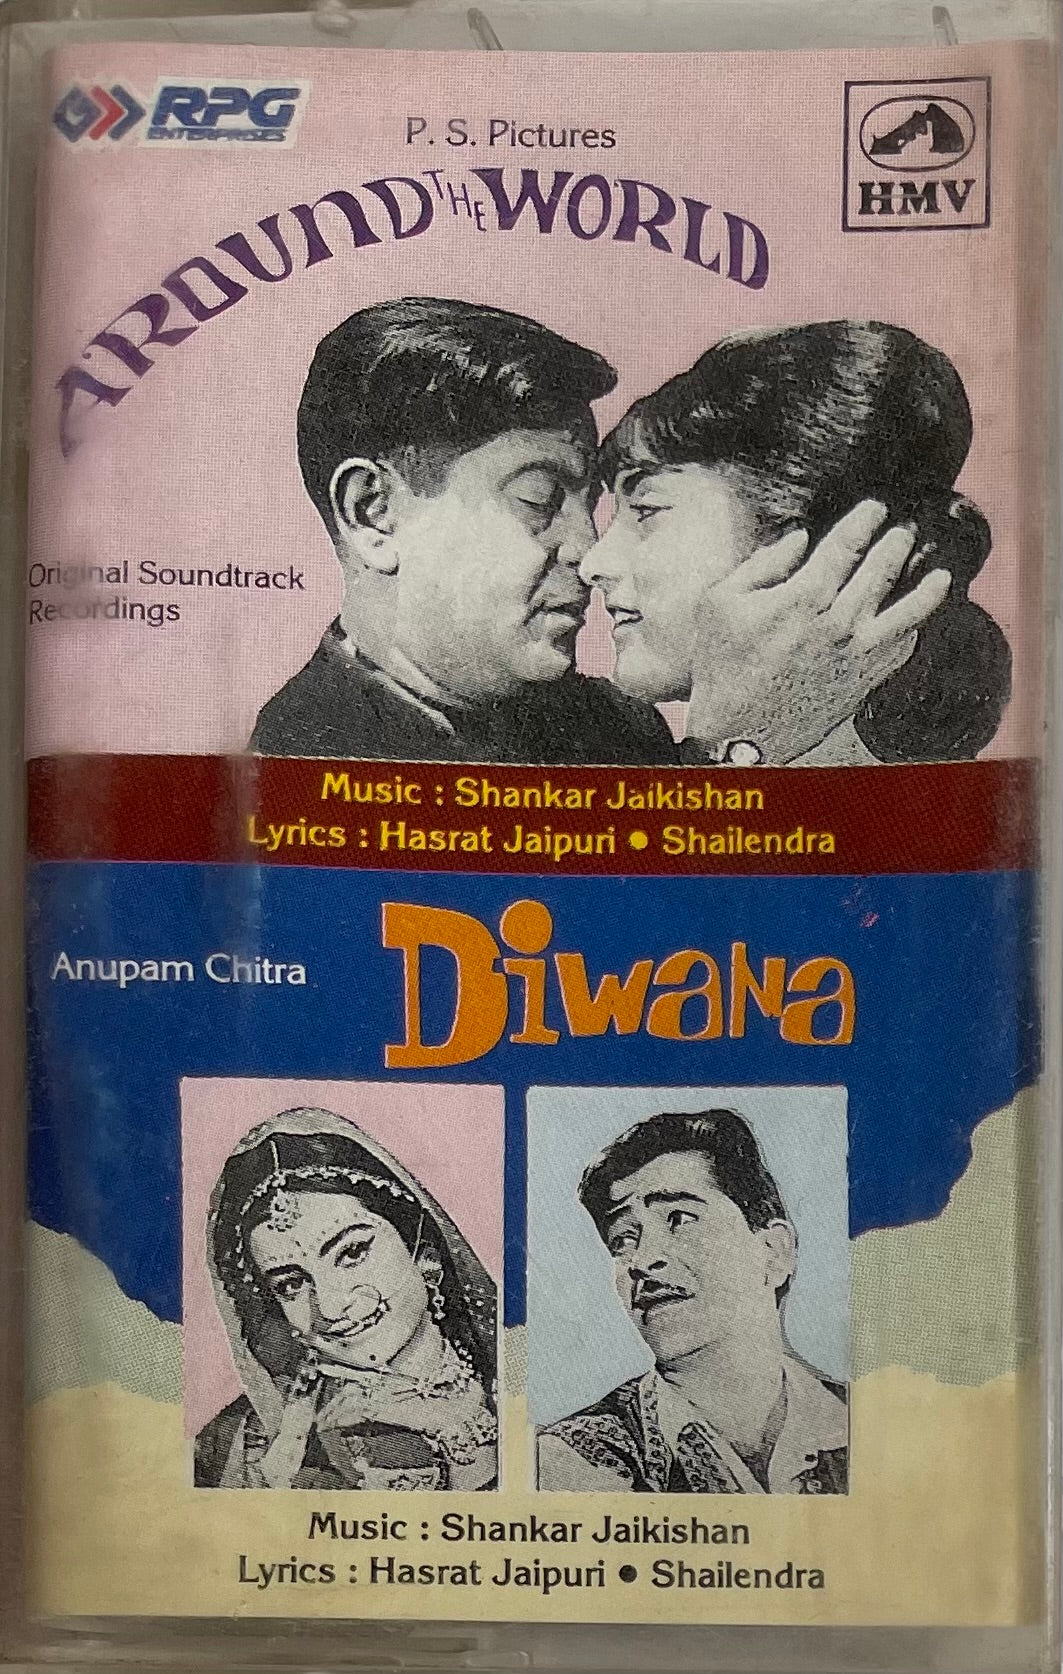 RPG
ENTERPRISES
P. S. Pictures
HMV
AROUND THE WORLD
Original Soundtrack
Recordings
Music : Shankar Jaikishan
Lyrics : Hasrat Jaipuri • Shailendra
Anupam Chitra
Diwana
Music : Shankar Jaikishan
Lyrics : Hasrat Jaipuri • Shailendra